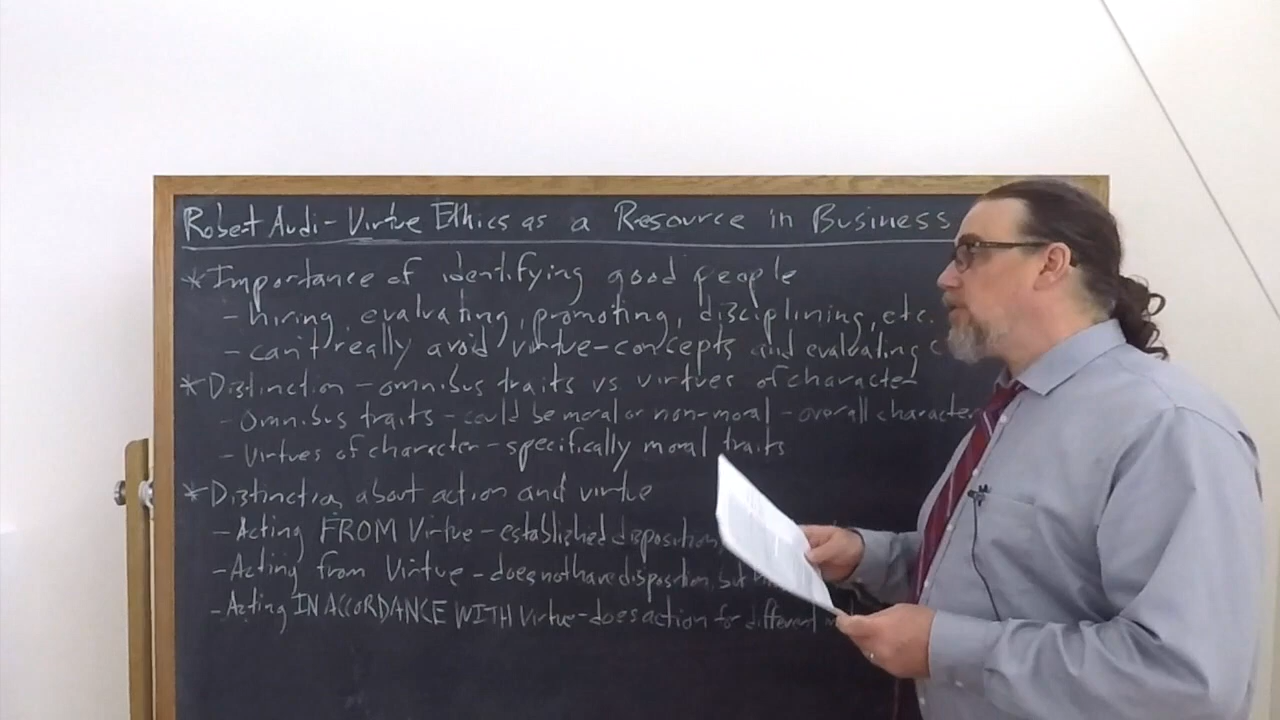 Robert Audi - Virtue Ethics as a Resource in Business
* Importance of identifying good people
- hiring, evaluating, promoting, disciplining, etc.
- can't really avoid virtue-concepts and evaluating
* Distinction - omnibus traits vs. virtues of character
- Omnibus traits - could be moral or non-moral - overall character
- Virtues of character - specifically moral traits
* Distinction about action and virtue
- Acting FROM Virtue - established disposition,
- Acting from Virtue - does not have disposition, but
- Acting IN ACCORDANCE WITH Virtue - does action for different